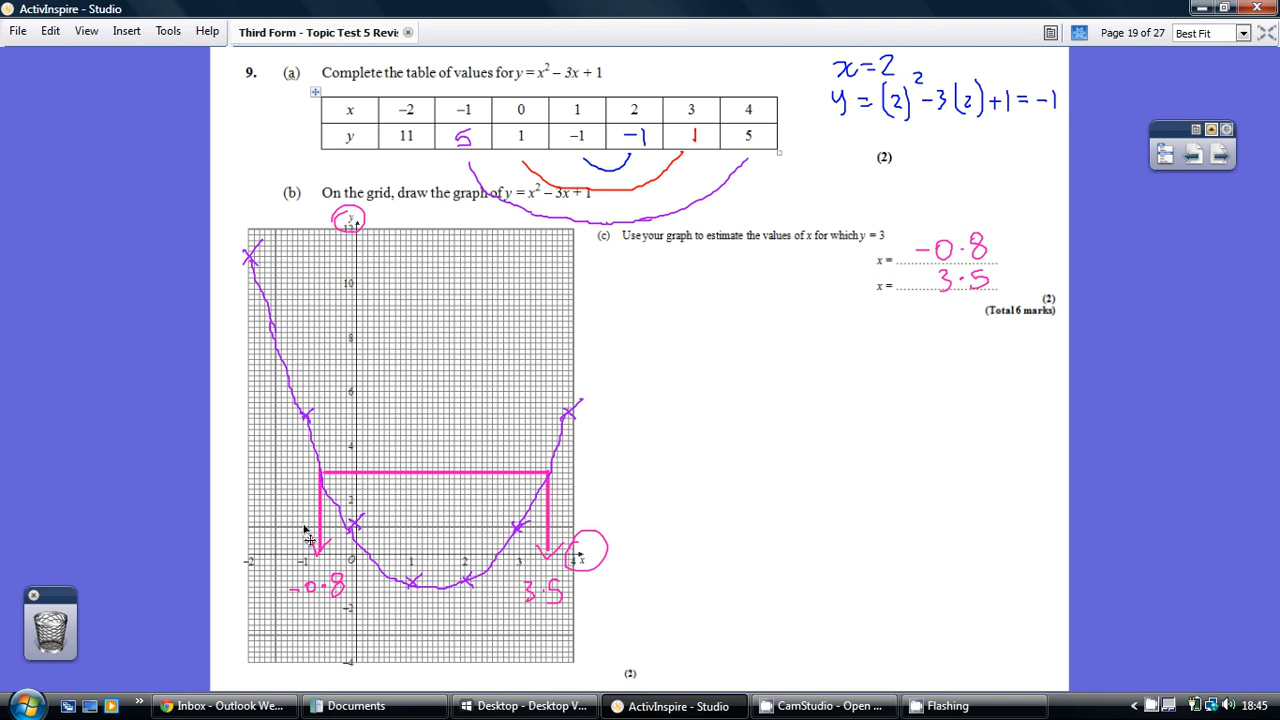 ActivInspire - Studio
File Edit View Insert Tools Help
Third Form - Topic Test 5 Revis
Page 19 of 27
Best Fit
9. (a) Complete the table of values for y = x² – 3x + 1
x –2 –1 0 1 2 3 4
y 11 5 1 –1 -1 1 5
x = 2
y = (2)² - 3(2) + 1 = -1
(2)
(b) On the grid, draw the graph of y = x² – 3x + 1
(c) Use your graph to estimate the values of x for which y = 3
x = -0.8
x = 3.5
(2)
(Total 6 marks)
y
12
10
8
6
4
2
-2 -1 0 1 2 3 4 x
-0.8 3.5
-2
-4
(2)
Inbox - Outlook We...
Documents
Desktop - Desktop V...
ActivInspire - Studio
CamStudio - Open ...
Flashing
18:45